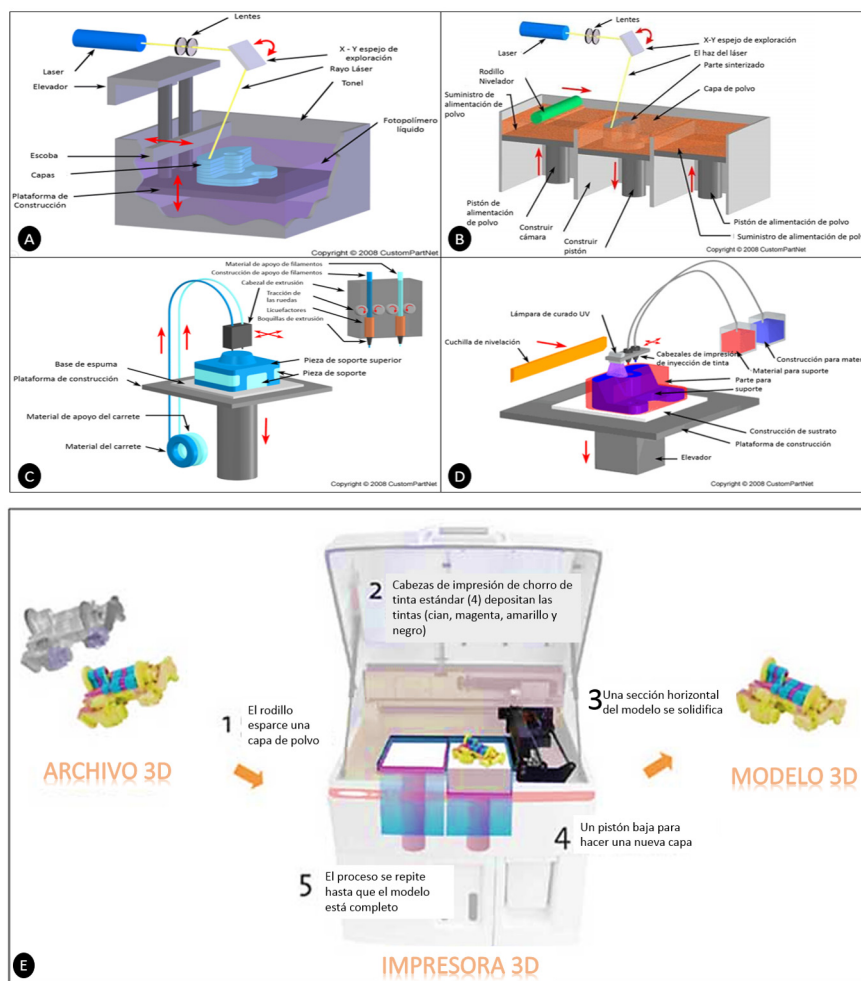 Lentes
Laser
Elevador
X - Y espejo de exploración
Rayo Láser
Tonel
Fotopolímero
líquido
Escoba
Capas
Plataforma de
Construcción
A
Copyright © 2008 CustomPartNet
Lentes
Laser
X-Y espejo de exploración
El haz del láser
Parte sinterizado
Capa de polvo
Rodillo
Nivelador
Suministro de
alimentación de
polvo
Pistón de
alimentación de
polvo
Construir
cámara
Construir
pistón
Pistón de alimentación de polvo
Suministro de alimentación de pol
B
Copyright © 2008 CustomPartNet
Material de apoyo de filamentos
Construcción de apoyo de filamentos
Cabezal de extrusión
Tracción de
las ruedas
Licuefactores
Boquillas de extrusión
Base de espuma
Plataforma de construcción
Pieza de soporte superior
Pieza de soporte
Material de apoyo del carrete
Material del carrete
C
Copyright © 2008 CustomPartNet
Lámpara de curado UV
Cuchilla de nivelación
Cabezales de impresión
de inyección de tinta
Construcción para mater
Material para suporte
Parte para
suporte
Construcción de sustrato
Plataforma de construcción
Elevador
D
Copyright © 2008 CustomPartNet
2 Cabezas de impresión de chorro de
tinta estándar (4) depositan las
tintas (cian, magenta, amarillo y
negro)
1 El rodillo
esparce una
capa de polvo
3 Una sección horizontal
del modelo se solidifica
ARCHIVO 3D
MODELO 3D
4 Un pistón baja para
hacer una nueva capa
5 El proceso se repite
hasta que el modelo
está completo
E
IMPRESORA 3D